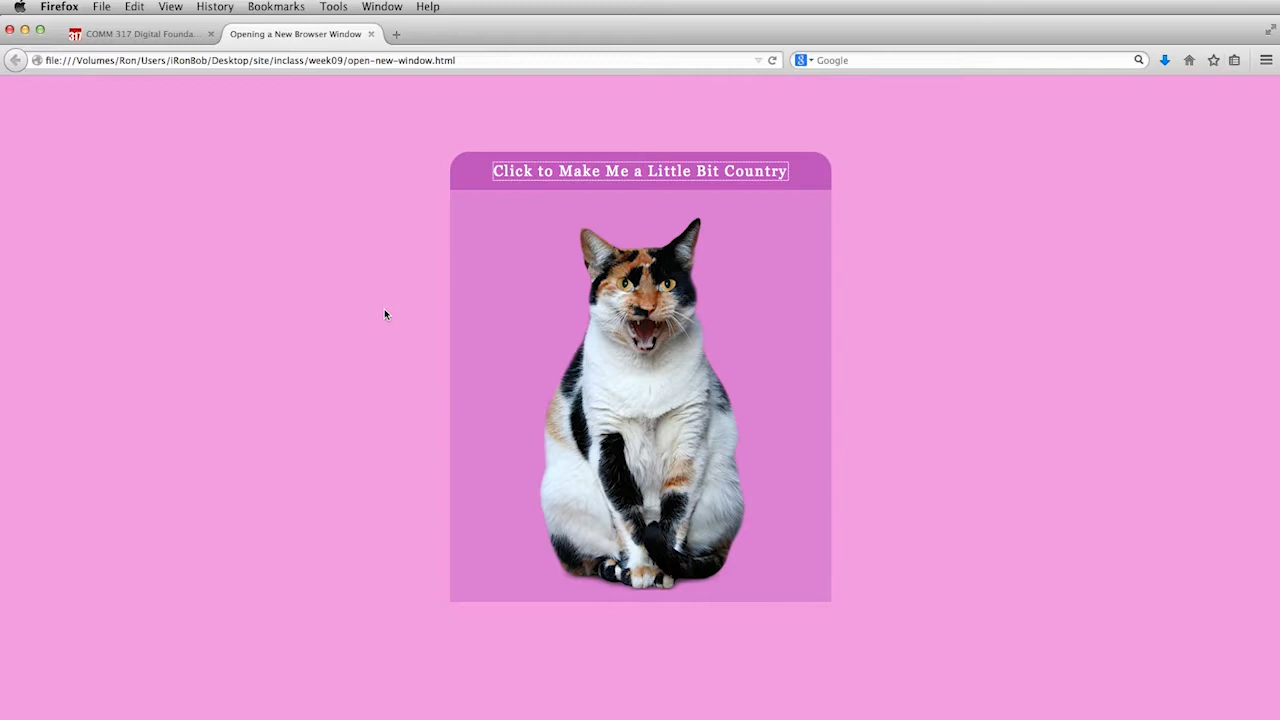 Firefox File Edit View History Bookmarks Tools Window Help
317 COMM 317 Digital Founda... Opening a New Browser Window
file:///Volumes/Ron/Users/iRonBob/Desktop/site/inclass/week09/open-new-window.html Google
Click to Make Me a Little Bit Country